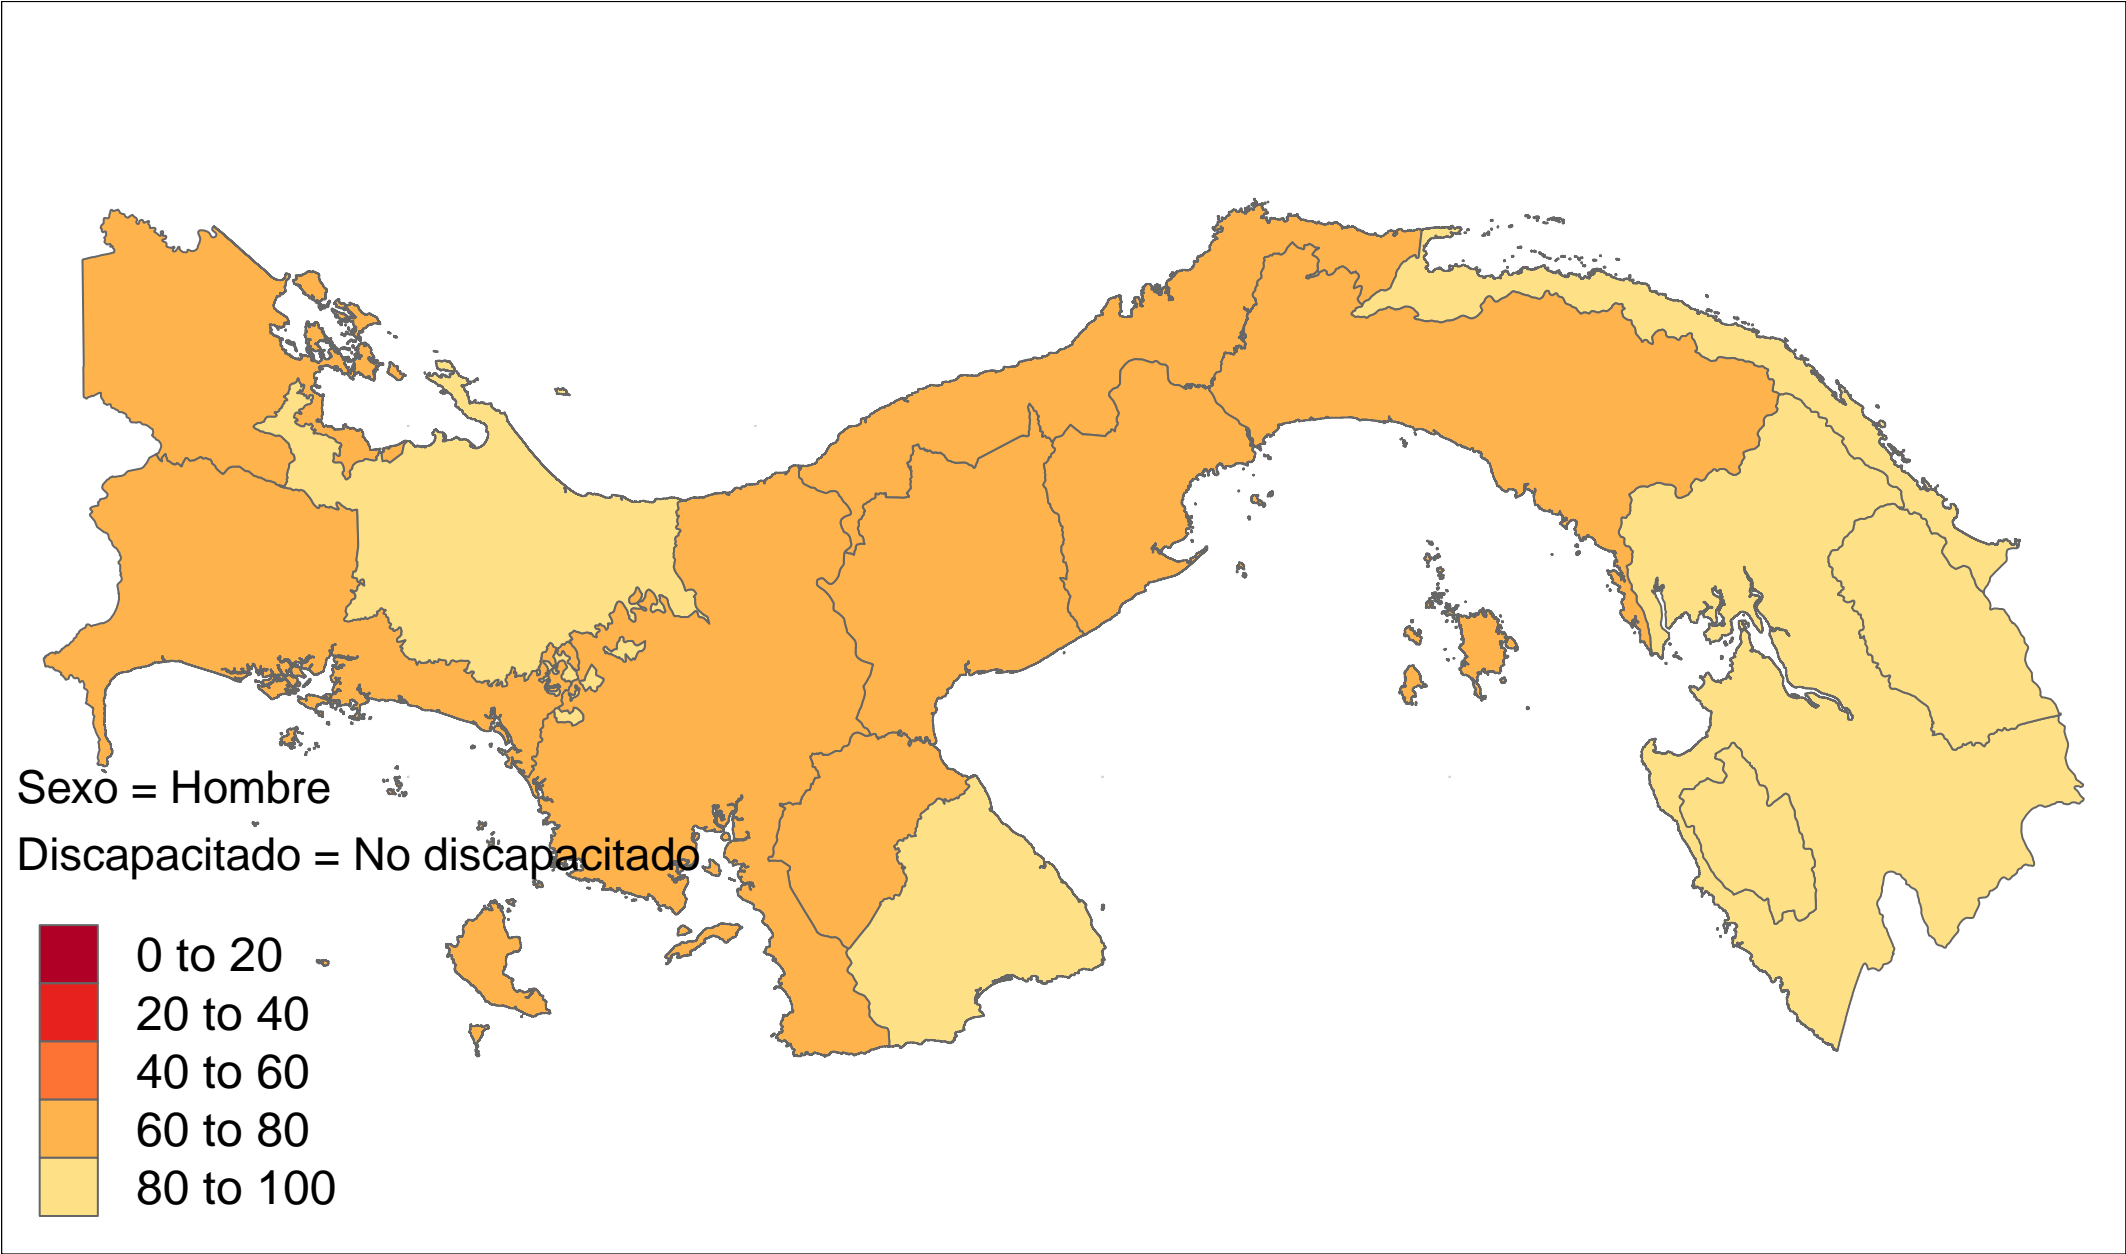 Sexo = Hombre
Discapacitado = No discapacitado
0 to 20
20 to 40
40 to 60
60 to 80
80 to 100